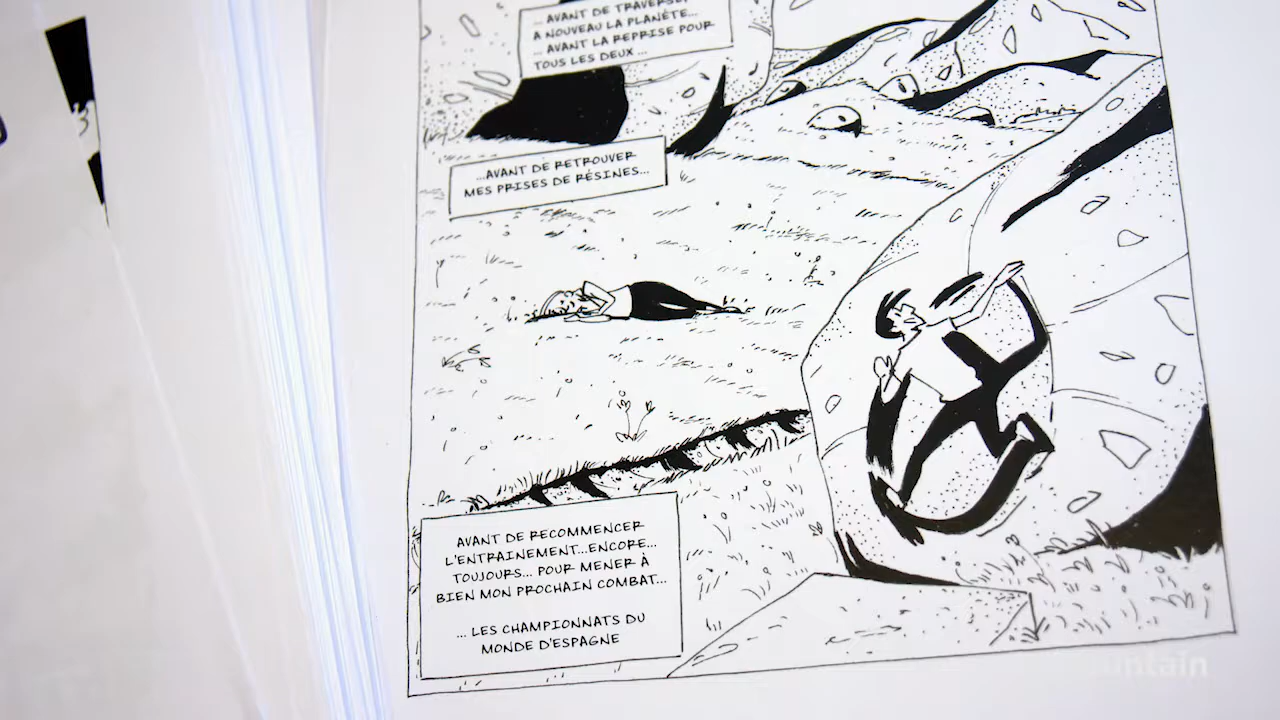 ... AVANT DE TRAVERSER
A NOUVEAU LA PLANÈTE...
... AVANT LA REPRISE POUR
TOUS LES DEUX ...
...AVANT DE RETROUVER
MES PRISES DE RÉSINES...
AVANT DE RECOMMENCER
L'ENTRAINEMENT...ENCORE...
TOUJOURS... POUR MENER À
BIEN MON PROCHAIN COMBAT...
... LES CHAMPIONNATS DU
MONDE D'ESPAGNE